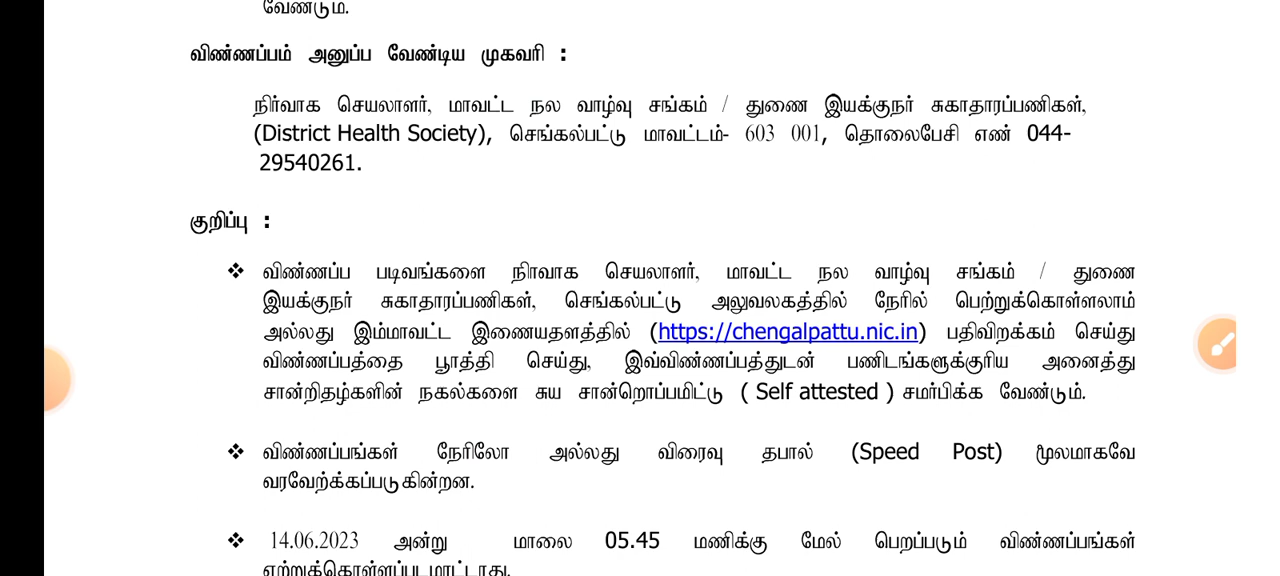 வேண்டும்.
விண்ணப்பம் அனுப்ப வேண்டிய முகவரி :
நிர்வாக செயலாளர், மாவட்ட நல வாழ்வு சங்கம் / துணை இயக்குநர் சுகாதாரப்பணிகள்,
(District Health Society), செங்கல்பட்டு மாவட்டம்- 603 001, தொலைபேசி எண் 044-
29540261.
குறிப்பு :
❖ விண்ணப்ப படிவங்களை நிர்வாக செயலாளர், மாவட்ட நல வாழ்வு சங்கம் / துணை
இயக்குநர் சுகாதாரப்பணிகள், செங்கல்பட்டு அலுவலகத்தில் நேரில் பெற்றுக்கொள்ளலாம்
அல்லது இம்மாவட்ட இணையதளத்தில் (https://chengalpattu.nic.in) பதிவிறக்கம் செய்து
விண்ணப்பத்தை பூர்த்தி செய்து, இவ்விண்ணப்பத்துடன் பணிடங்களுக்குரிய அனைத்து
சான்றிதழ்களின் நகல்களை சுய சான்றொப்பமிட்டு ( Self attested ) சமர்பிக்க வேண்டும்.
❖ விண்ணப்பங்கள் நேரிலோ அல்லது விரைவு தபால் (Speed Post) மூலமாகவே
வரவேற்க்கப்படுகின்றன.
❖ 14.06.2023 அன்று மாலை 05.45 மணிக்கு மேல் பெறப்படும் விண்ணப்பங்கள்
ஏற்றுக்கொள்ளப்படமாட்டாது.